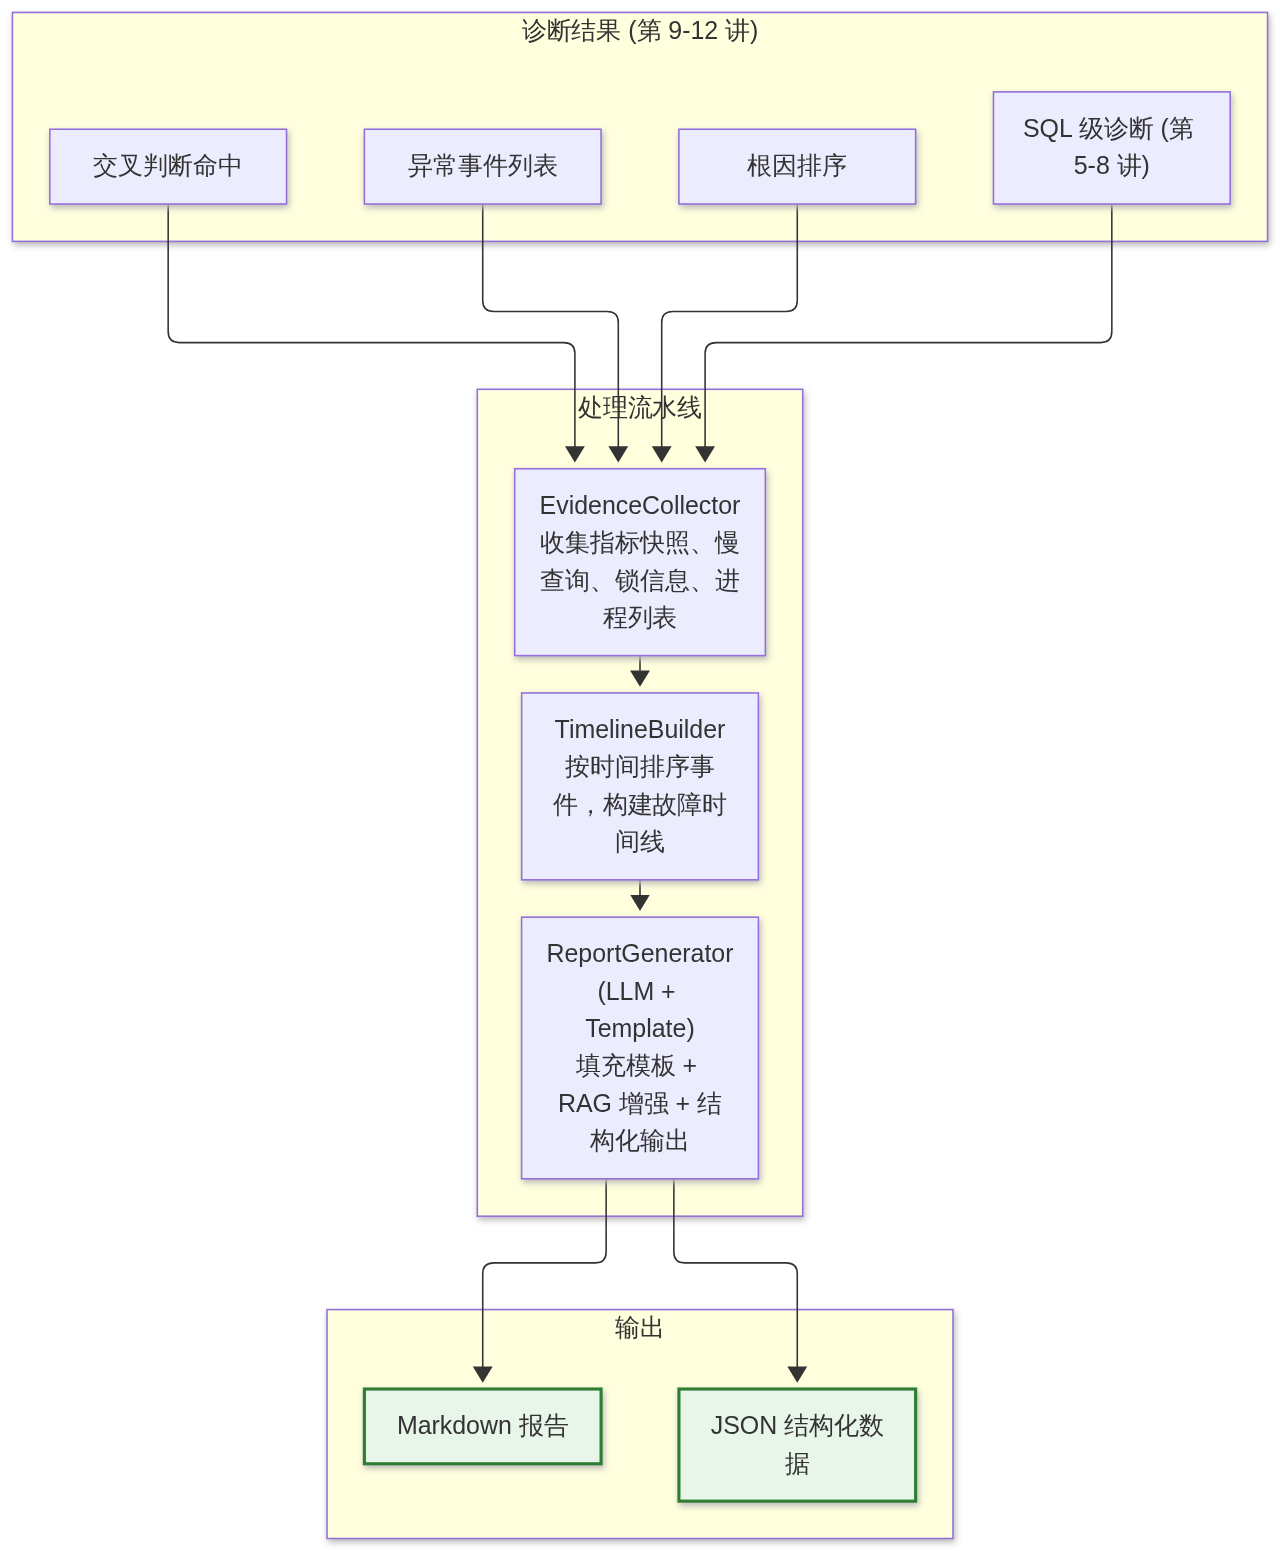 诊断结果 (第 9-12 讲)
交叉判断命中
异常事件列表
根因排序
SQL 级诊断 (第
5-8 讲)
处理流水线
EvidenceCollector
收集指标快照、慢
查询、锁信息、进
程列表
TimelineBuilder
按时间排序事
件，构建故障时
间线
ReportGenerator
(LLM +
Template)
填充模板 +
RAG 增强 + 结
构化输出
输出
Markdown 报告
JSON 结构化数
据